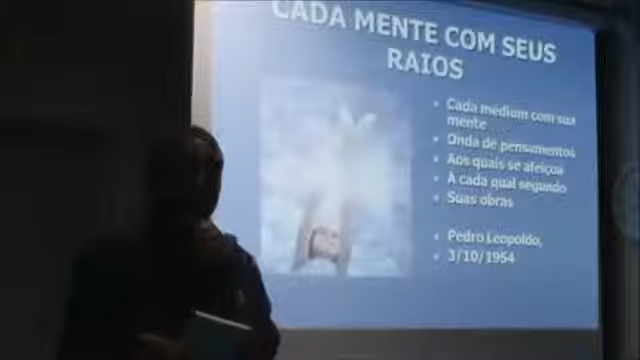 CADA MENTE COM SEUS
RAIOS
• Cada médium com sua
mente
• Onda de pensamentos
• Aos quais se afeiçoa
• A cada qual segundo
• Suas obras
• Pedro Leopoldo,
• 3/10/1954